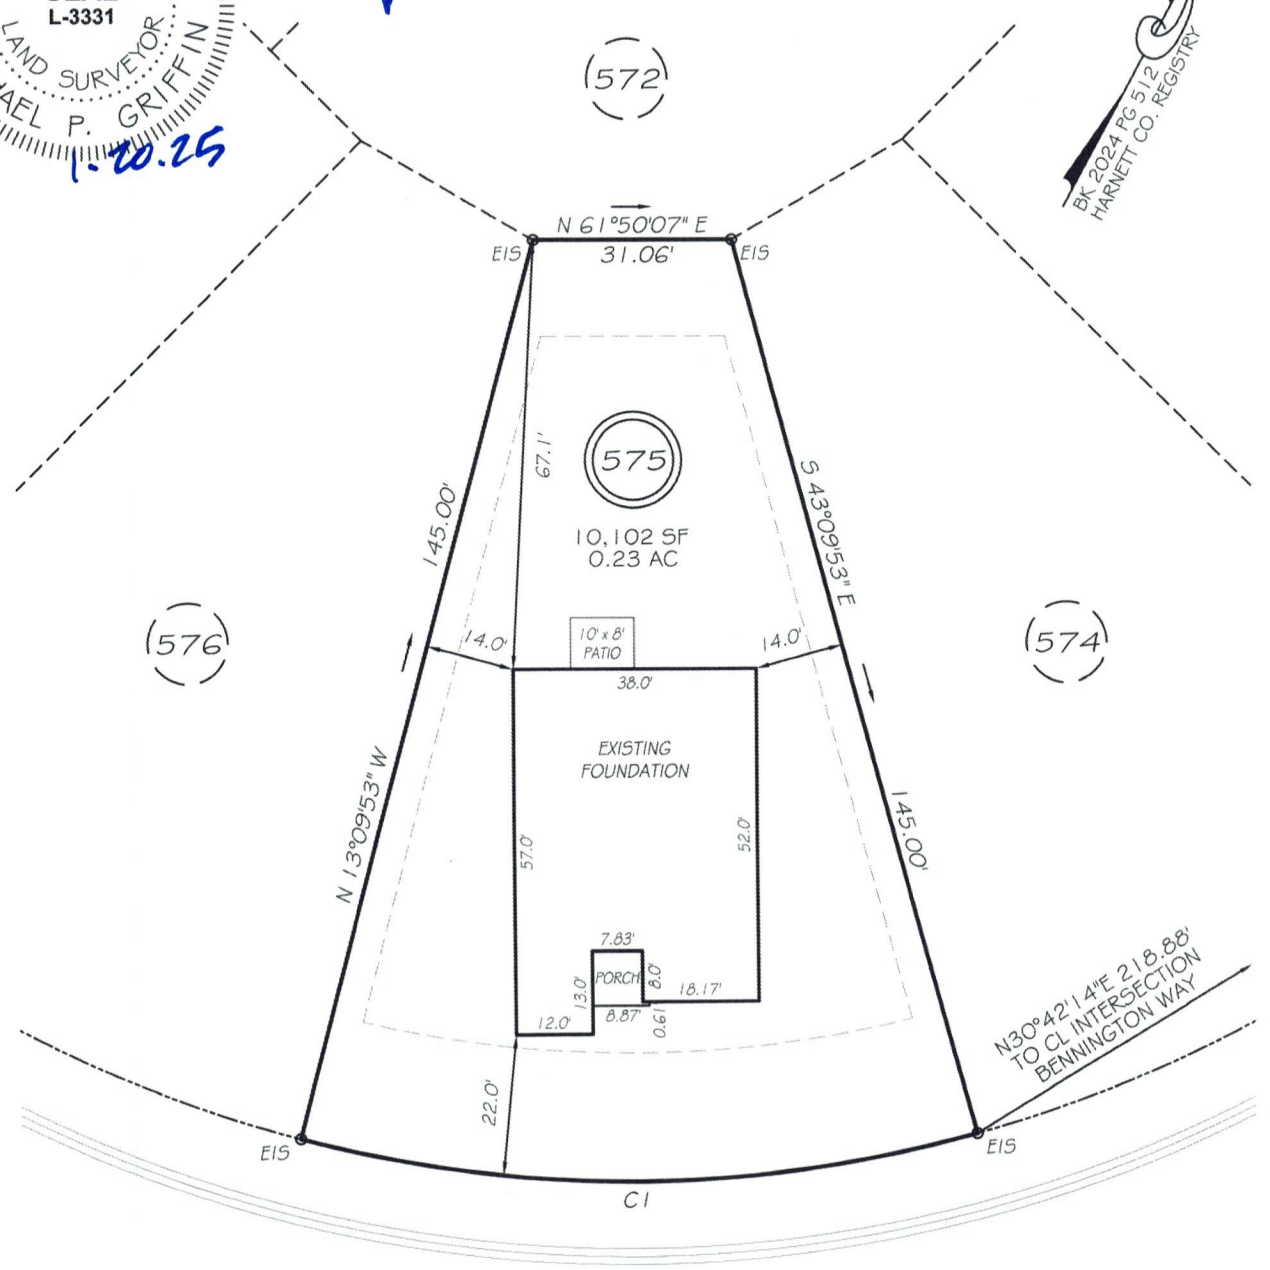 L-3331
LAND SURVEYOR
AEL P. GRIFFIN
1.20.25
572
BK 2024 PG 512
HARNETT CO. REGISTRY
N 61°50'07" E
EIS
31.06'
EIS
67.1'
575
145.00'
S 43°09'53" E
10,102 SF
0.23 AC
576
14.0'
10' x 8'
PATIO
14.0'
574
38.0'
EXISTING
FOUNDATION
N 13°09'53" W
57.0'
52.0'
145.00'
7.83'
PORCH
8.0'
13.0'
18.17'
8.87'
0.61'
12.0'
N30°42'14"E 218.88'
TO CL INTERSECTION
BENNINGTON WAY
22.0'
EIS
EIS
C1